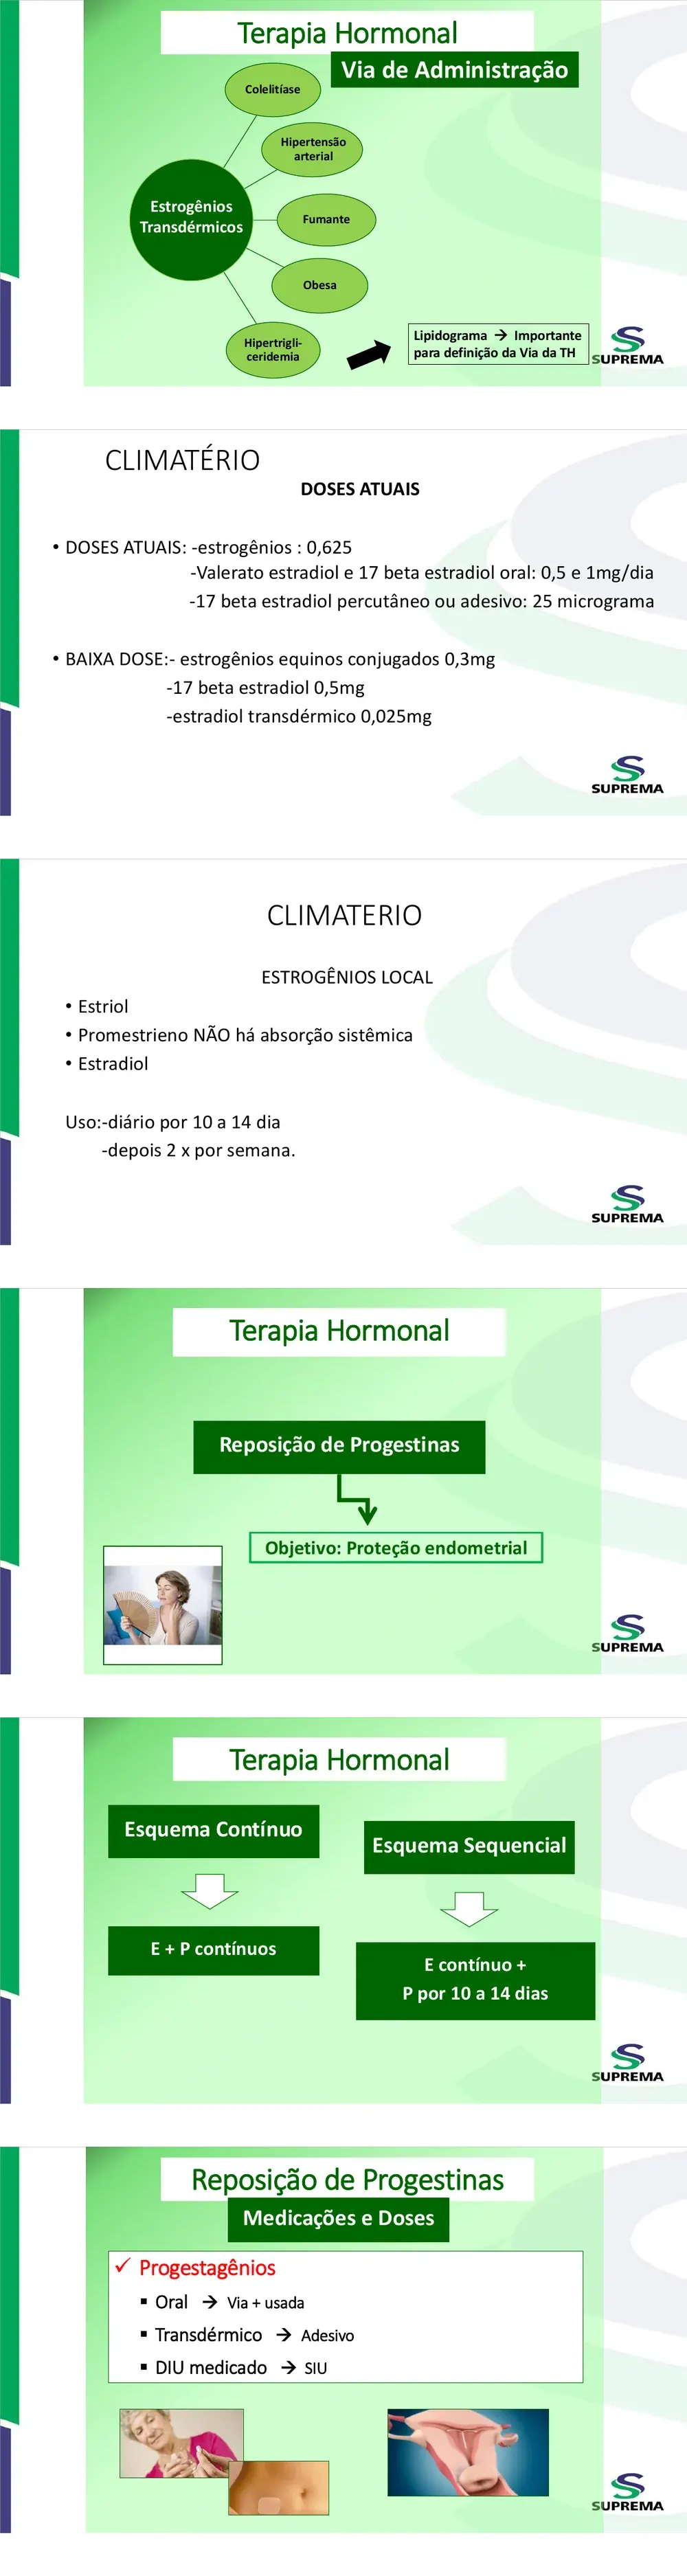 Terapia Hormonal
Via de Administração
Colelitíase
Hipertensão
arterial
Estrogênios
Transdérmicos
Fumante
Obesa
Hipertrigli-
ceridemia
Lipidograma → Importante
para definição da Via da TH
SUPREMA
CLIMATÉRIO
DOSES ATUAIS
• DOSES ATUAIS: -estrogênios : 0,625
-Valerato estradiol e 17 beta estradiol oral: 0,5 e 1mg/dia
-17 beta estradiol percutâneo ou adesivo: 25 micrograma
• BAIXA DOSE:- estrogênios equinos conjugados 0,3mg
-17 beta estradiol 0,5mg
-estradiol transdérmico 0,025mg
SUPREMA
CLIMATERIO
ESTROGÊNIOS LOCAL
• Estriol
• Promestrieno NÃO há absorção sistêmica
• Estradiol
Uso:-diário por 10 a 14 dia
-depois 2 x por semana.
SUPREMA
Terapia Hormonal
Reposição de Progestinas
Objetivo: Proteção endometrial
SUPREMA
Terapia Hormonal
Esquema Contínuo
Esquema Sequencial
E + P contínuos
E contínuo +
P por 10 a 14 dias
SUPREMA
Reposição de Progestinas
Medicações e Doses
✓ Progestagênios
▪ Oral → Via + usada
▪ Transdérmico → Adesivo
▪ DIU medicado → SIU
SUPREMA